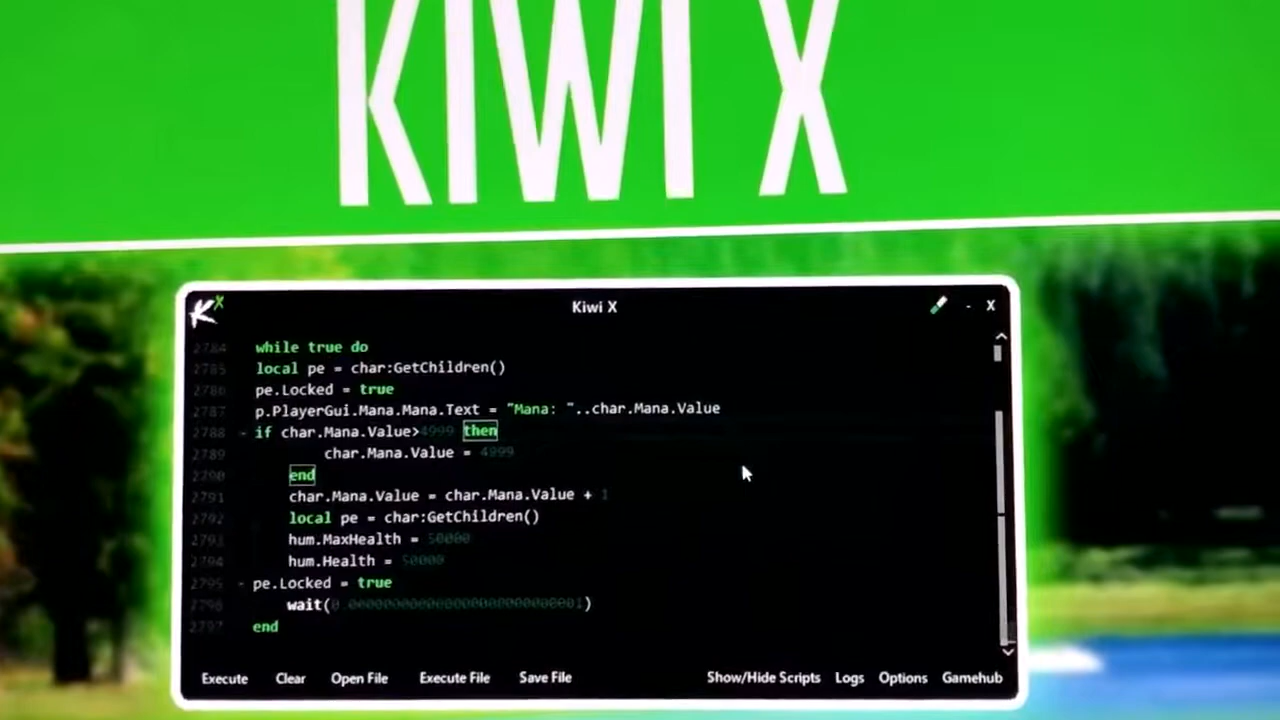 KIWI X
Kiwi X
- X
2784 while true do
2785 local pe = char:GetChildren()
2786 pe.Locked = true
2787 p.PlayerGui.Mana.Mana.Text = "Mana: "..char.Mana.Value
2788 - if char.Mana.Value>4999 then
2789 char.Mana.Value = 4999
2790 end
2791 char.Mana.Value = char.Mana.Value + 1
2792 local pe = char:GetChildren()
2793 hum.MaxHealth = 50000
2794 hum.Health = 50000
2795 - pe.Locked = true
2796 wait(
2797 end
Execute Clear Open File Execute File Save File Show/Hide Scripts Logs Options Gamehub